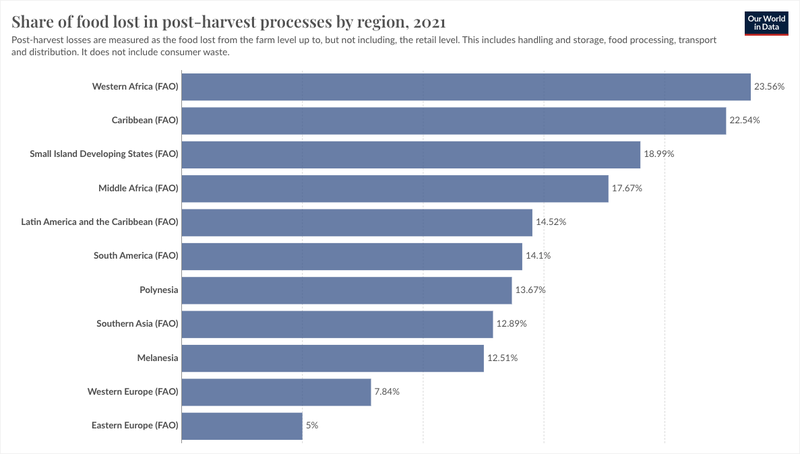 Share of food lost in post-harvest processes by region, 2021
Our World
in Data
Post-harvest losses are measured as the food lost from the farm level up to, but not including, the retail level. This includes handling and storage, food processing, transport
and distribution. It does not include consumer waste.
Western Africa (FAO) 23.56%
Caribbean (FAO) 22.54%
Small Island Developing States (FAO) 18.99%
Middle Africa (FAO) 17.67%
Latin America and the Caribbean (FAO) 14.52%
South America (FAO) 14.1%
Polynesia 13.67%
Southern Asia (FAO) 12.89%
Melanesia 12.51%
Western Europe (FAO) 7.84%
Eastern Europe (FAO) 5%